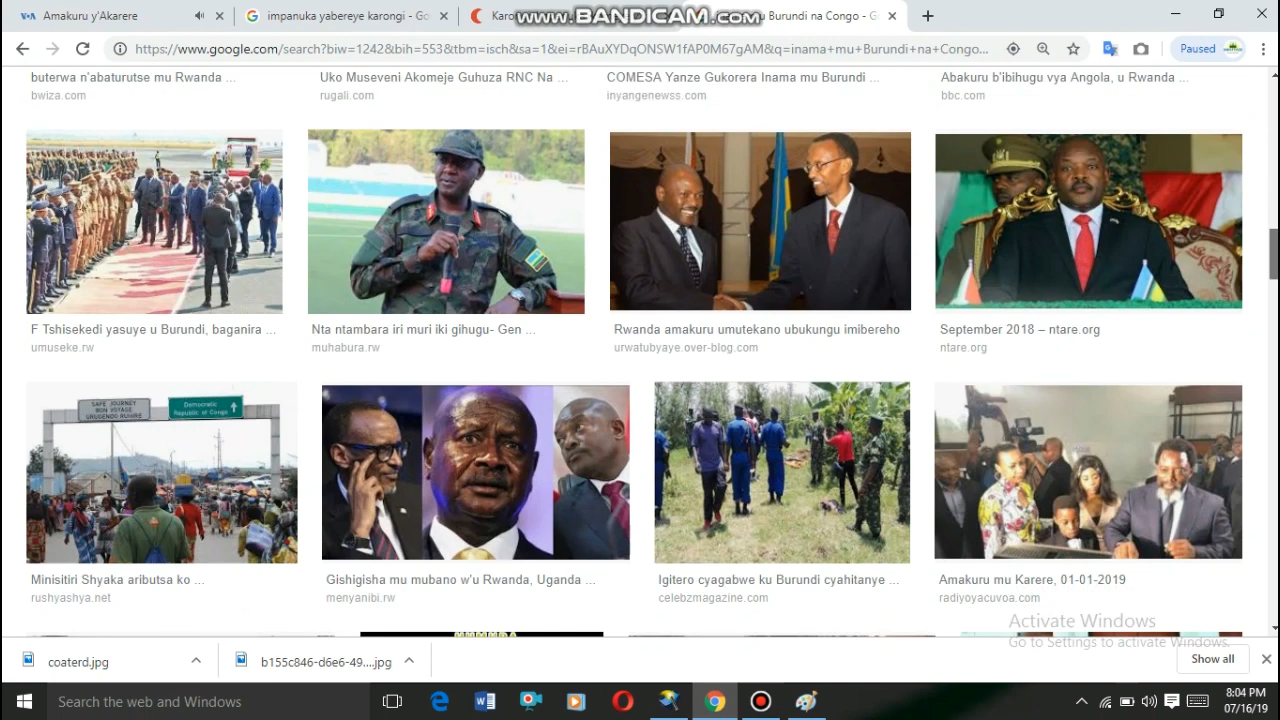 Amakuru y'Akarere
impanuka yabereye karongi - Go
Karon
u Burundi na Congo - G
www.BANDICAM.com
https://www.google.com/search?biw=1242&bih=553&tbm=isch&sa=1&ei=rBAuXYDqONSW1fAP0M67gAM&q=inama+mu+Burundi+na+Congo...
Paused
buterwa n'abaturutse mu Rwanda ...
bwiza.com
Uko Museveni Akomeje Guhuza RNC Na ...
rugali.com
COMESA Yanze Gukorera Inama mu Burundi ...
inyangenewss.com
Abakuru b'ibihugu vya Angola, u Rwanda ...
bbc.com
F Tshisekedi yasuye u Burundi, baganira ...
umuseke.rw
Nta ntambara iri muri iki gihugu- Gen ...
muhabura.rw
Rwanda amakuru umutekano ubukungu imibereho
urwatubyaye.over-blog.com
September 2018 – ntare.org
ntare.org
SAFE JOURNEY
BON VOYAGE
URUGENDO RUHIRE
Democratic
Republic of Congo
Minisitiri Shyaka aributsa ko ...
rushyashya.net
Gishigisha mu mubano w'u Rwanda, Uganda ...
menyanibi.rw
Igitero cyagabwe ku Burundi cyahitanye ...
celebzmagazine.com
Amakuru mu Karere, 01-01-2019
radiyoyacuvoa.com
Activate Windows
Go to Settings to activate Windows.
coaterd.jpg
b155c846-d6e6-49....jpg
Show all
Search the web and Windows
8:04 PM
07/16/19